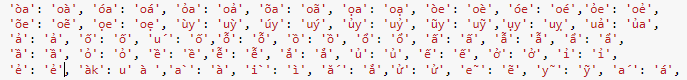 'òa': 'oà', 'óa': 'oá', 'ỏa': 'oả', 'õa': 'oã', 'ọa': 'oạ', 'òe': 'oè', 'óe': 'oé','ỏe': 'oẻ',
'õe': 'oẽ', 'ọe': 'oẹ', 'ùy': 'uỳ', 'úy': 'uý', 'ủy': 'uỷ', 'ũy': 'uỹ','ụy': 'uỵ', 'uả': 'ủa',
'ả': 'ả', 'ố': 'ố', 'u´': 'ố','ỗ': 'ỗ', 'ồ': 'ồ', 'ổ': 'ổ', 'ấ': 'ấ', 'ẫ': 'ẫ', 'ẩ': 'ẩ',
'ầ': 'ầ', 'ỏ': 'ỏ', 'ề': 'ề','ễ': 'ễ', 'ắ': 'ắ', 'ủ': 'ủ', 'ế': 'ế', 'ở': 'ở', 'ỉ': 'ỉ',
'ẻ': 'ẻ', 'àk': u' à ','aˋ': 'à', 'iˋ': 'ì', 'ă´': 'ắ','ử': 'ử', 'e˜': 'ẽ', 'y˜': 'ỹ', 'a´': 'á',